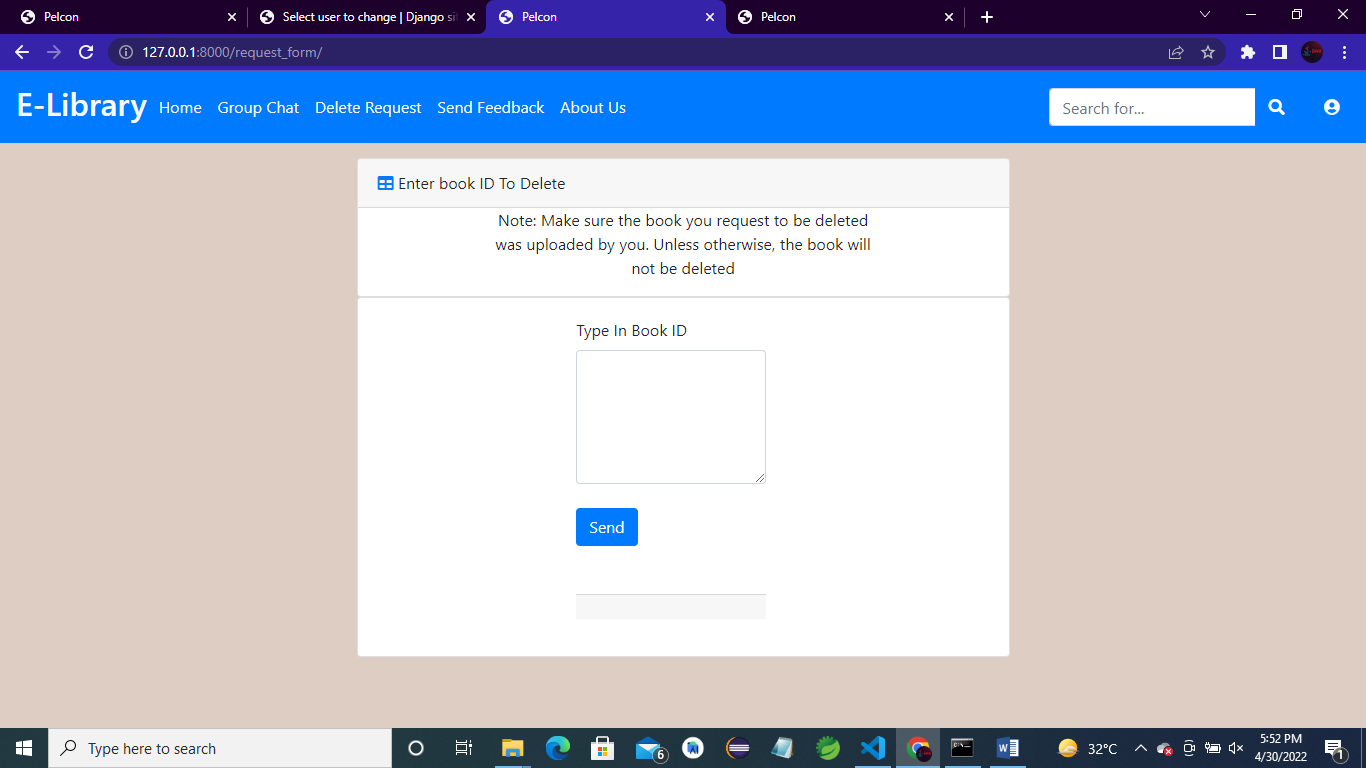 Pelcon
Select user to change | Django si
Pelcon
Pelcon
127.0.0.1:8000/request_form/
E-Library Home Group Chat Delete Request Send Feedback About Us Search for...
Enter book ID To Delete
Note: Make sure the book you request to be deleted
was uploaded by you. Unless otherwise, the book will
not be deleted
Type In Book ID
Send
Type here to search
6
32°C
5:52 PM
4/30/2022
1